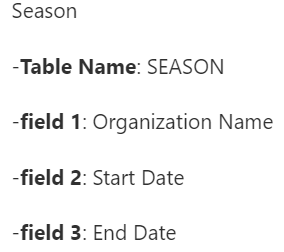 Season
-Table Name: SEASON
-field 1: Organization Name
-field 2: Start Date
-field 3: End Date